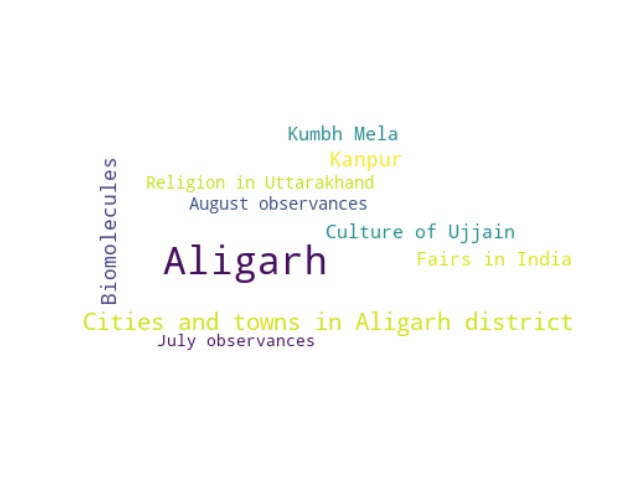 Kumbh Mela
Kanpur
Religion in Uttarakhand
August observances
Biomolecules
Culture of Ujjain
Aligarh
Fairs in India
Cities and towns in Aligarh district
July observances